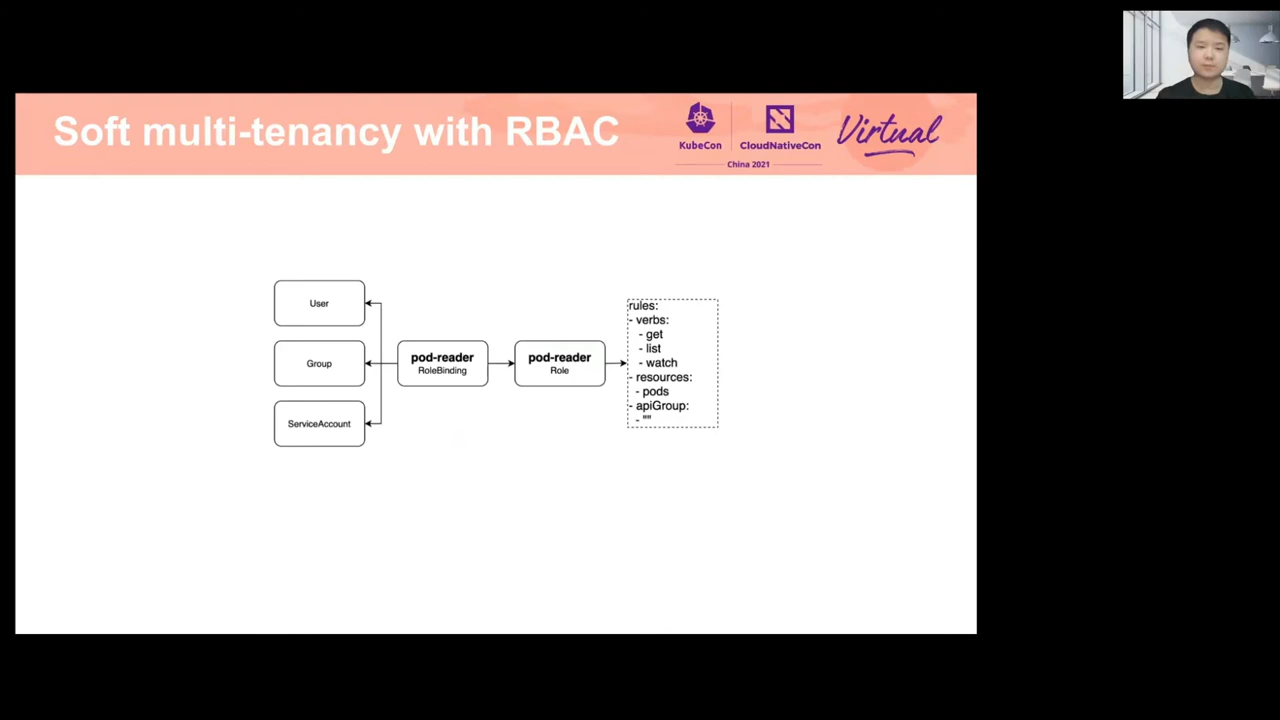 Soft multi-tenancy with RBAC
KubeCon
CloudNativeCon
China 2021
Virtual
User
Group
ServiceAccount
pod-reader
RoleBinding
pod-reader
Role
rules:
- verbs:
- get
- list
- watch
- resources:
- pods
- apiGroup:
- ""